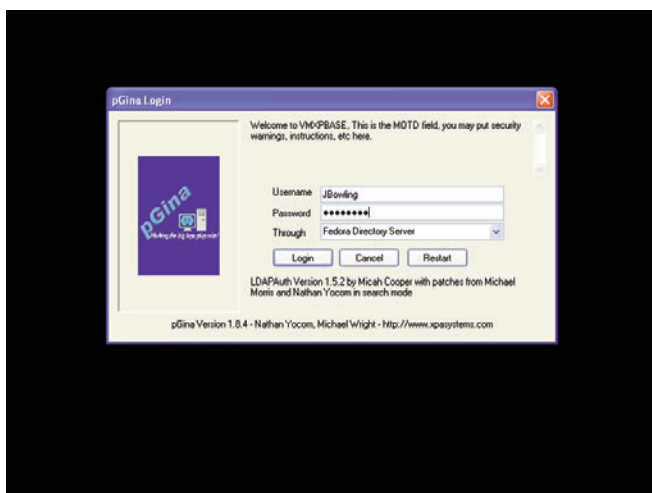 pGina Login
Welcome to VMXPBASE, This is the MOTD field, you may put security
warnings, instructions, etc here.
pGina
Username JBowling
Password ●●●●●●●●
Through Fedora Directory Server
Login Cancel Restart
LDAPAuth Version 1.5.2 by Micah Cooper with patches from Michael
Morris and Nathan Yocom in search mode
pGina Version 1.8.4 - Nathan Yocom, Michael Wright - http://www.xpasystems.com